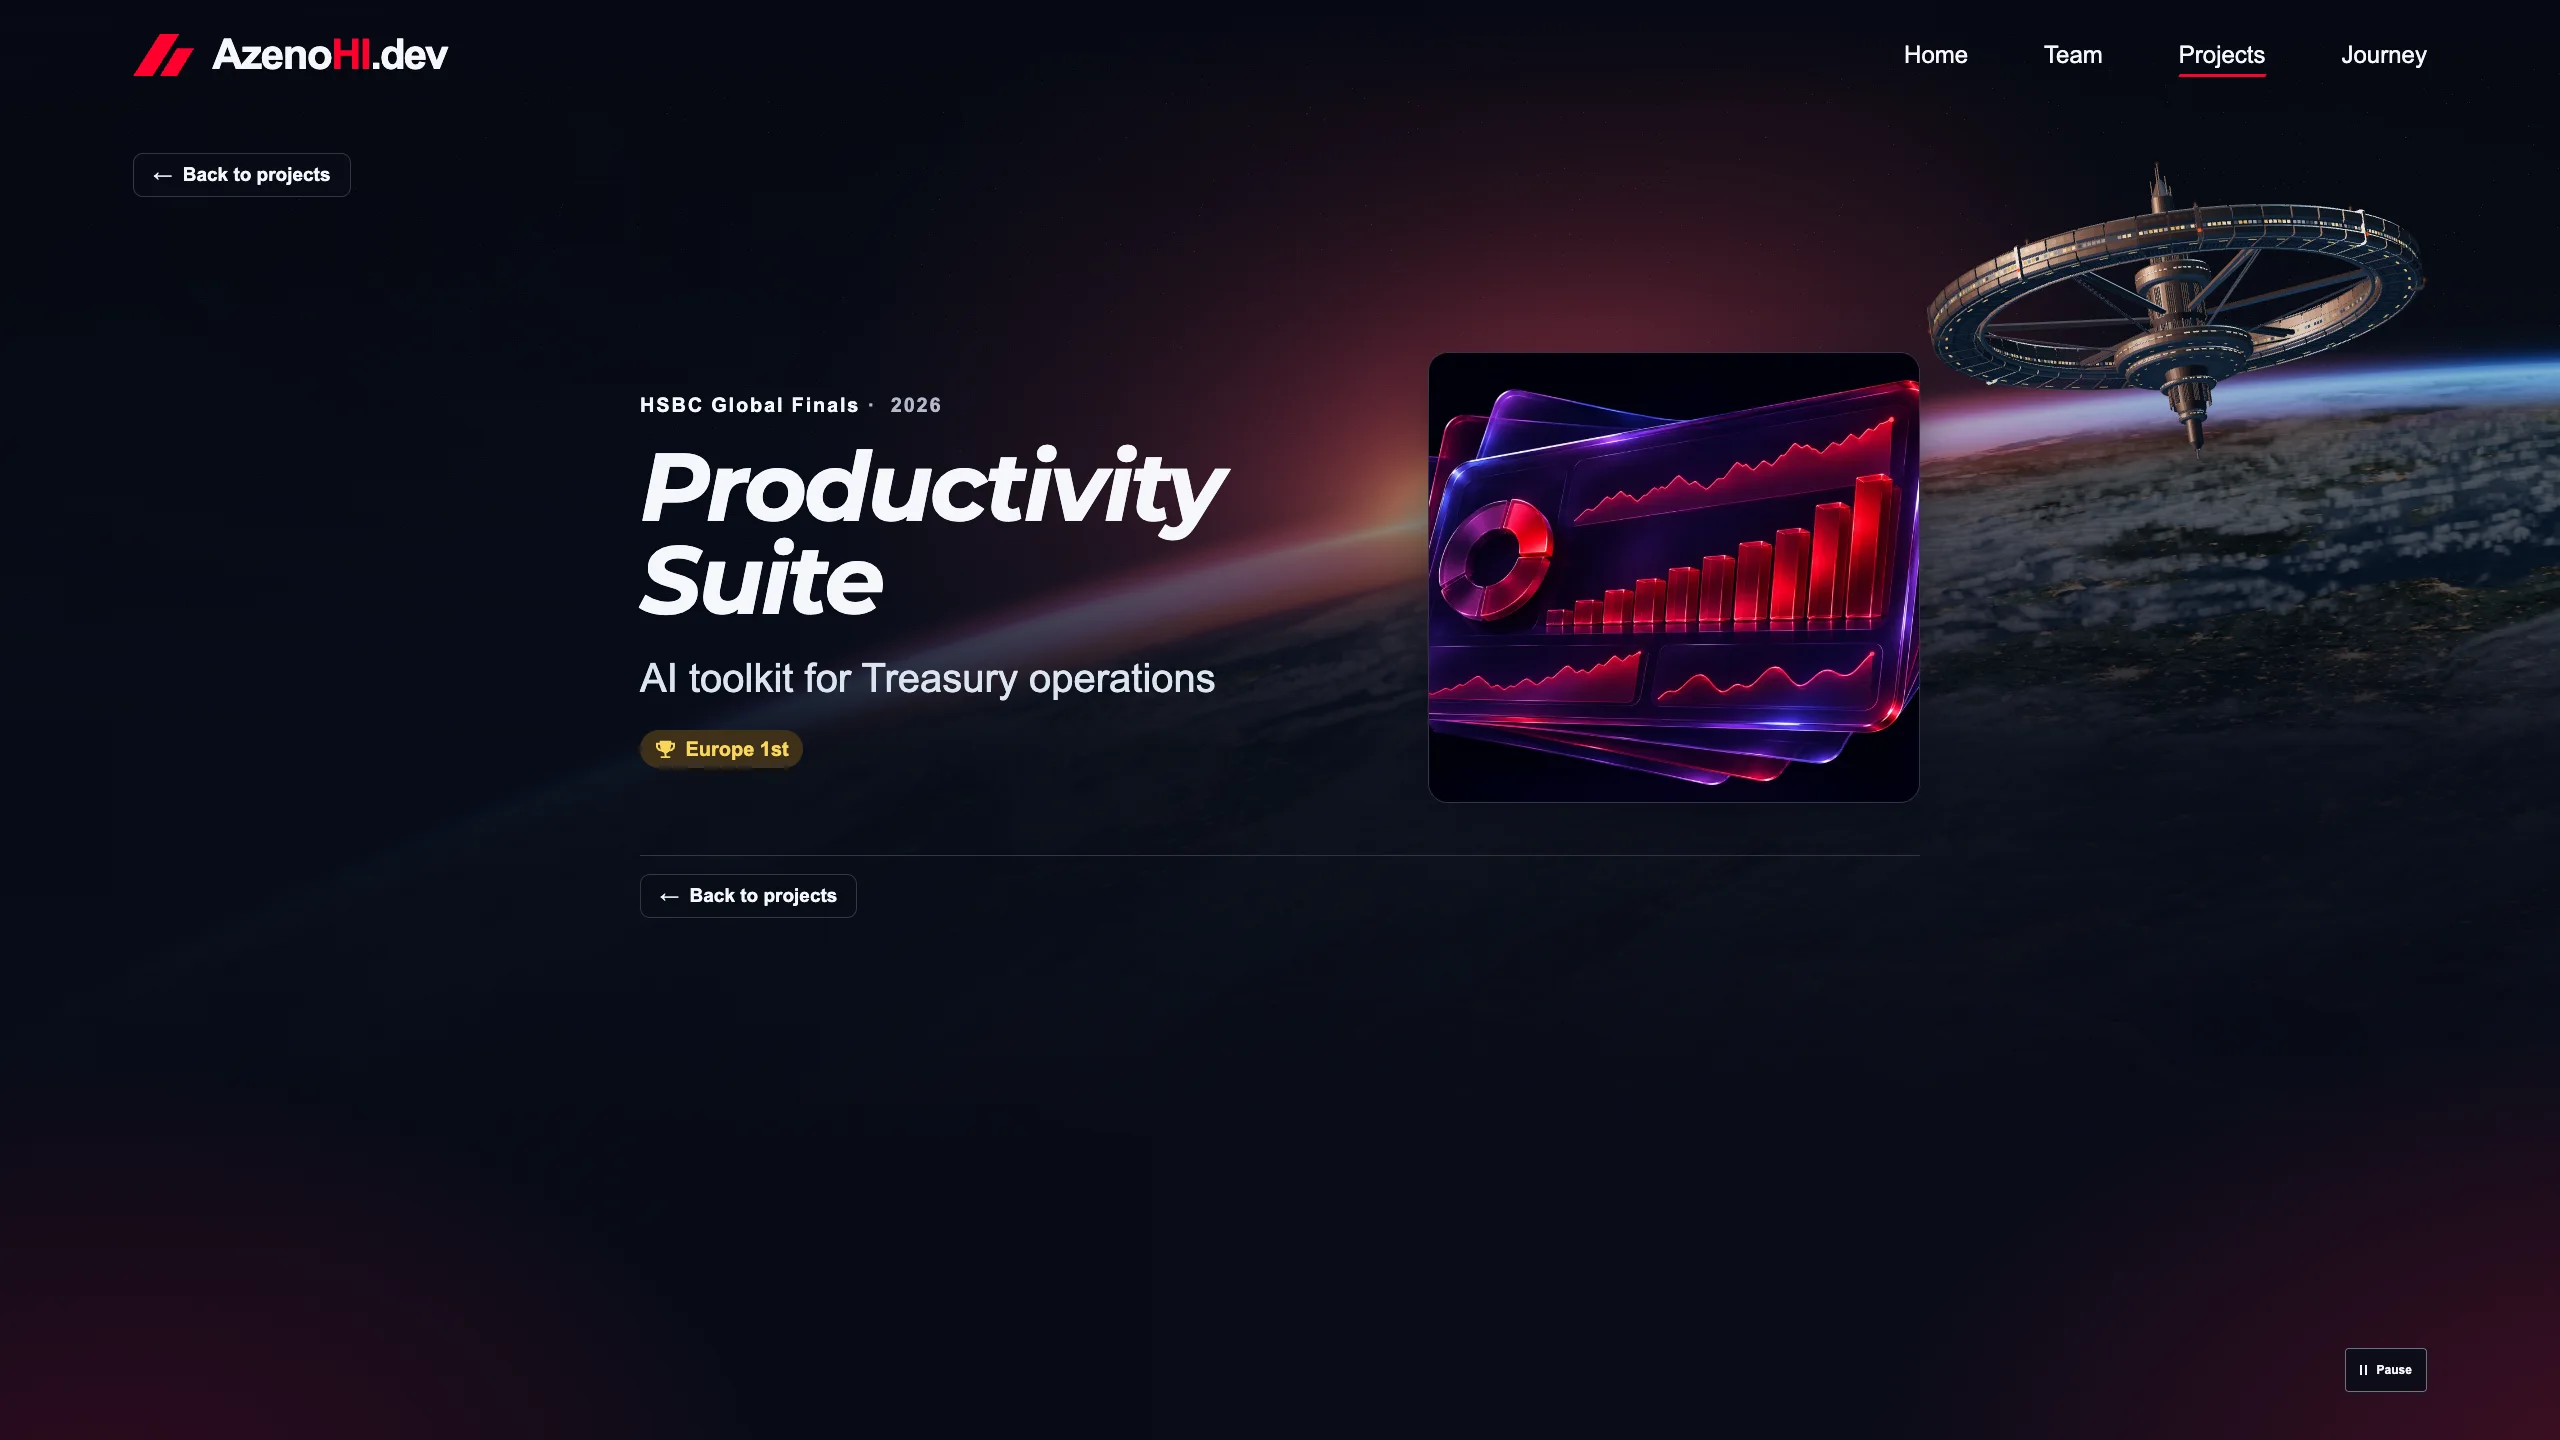 AzenoHI.dev
Home
Team
Projects
Journey
← Back to projects
HSBC Global Finals · 2026
Productivity
Suite
AI toolkit for Treasury operations
Europe 1st
← Back to projects
Pause